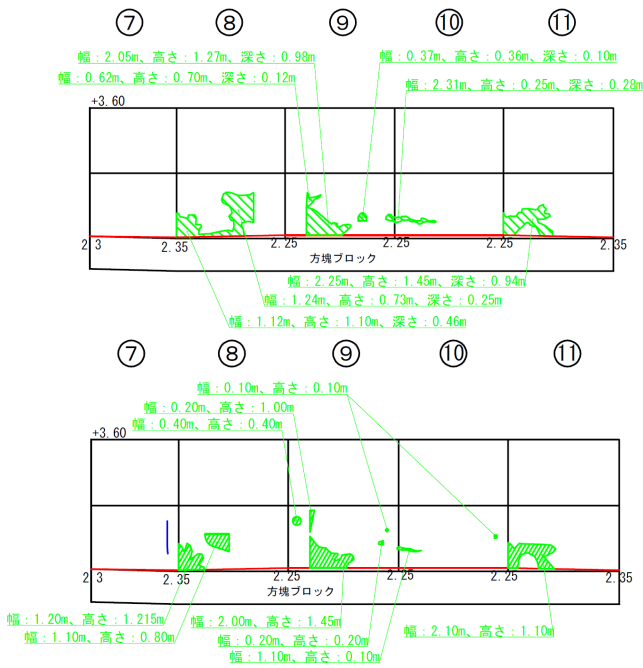 ⑦ ⑧ ⑨ ⑩ ⑪
幅:2.05m、高さ:1.27m、深さ:0.98m
幅:0.37m、高さ:0.36m、深さ:0.10m
幅:0.62m、高さ:0.70m、深さ:0.12m
幅:2.31m、高さ:0.25m、深さ:0.28m
+3.60
2.3 2.35 2.25 2.25 2.25 2.35
方塊ブロック
幅:2.25m、高さ:1.45m、深さ:0.94m
幅:1.24m、高さ:0.73m、深さ:0.25m
幅:1.12m、高さ:1.10m、深さ:0.46m
⑦ ⑧ ⑨ ⑩ ⑪
幅:0.10m、高さ:0.10m
幅:0.20m、高さ:1.00m
幅:0.40m、高さ:0.40m
+3.60
2.3 2.35 2.25 2.25 2.25 2.35
方塊ブロック
幅:1.20m、高さ:1.215m
幅:2.00m、高さ:1.45m
幅:2.10m、高さ:1.10m
幅:1.10m、高さ:0.80m
幅:0.20m、高さ:0.20m
幅:1.10m、高さ:0.10m